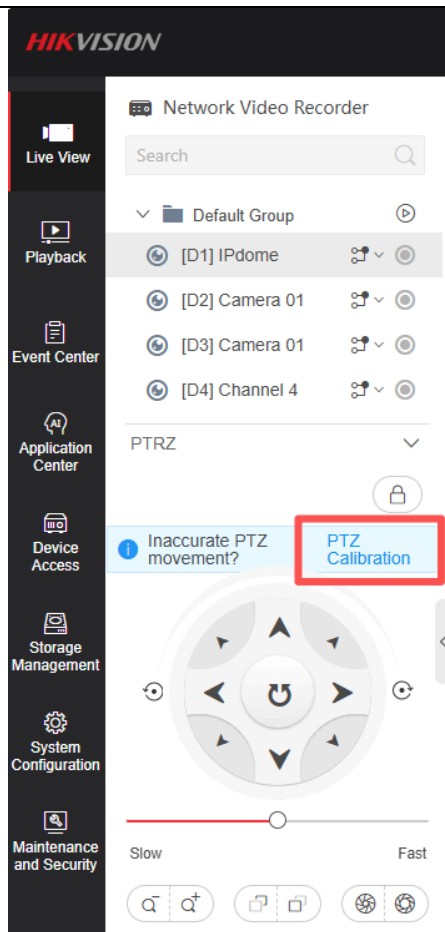 HIKVISION
Network Video Recorder
Live View
Search
Default Group
Playback
[D1] IPdome
[D2] Camera 01
[D3] Camera 01
Event Center
[D4] Channel 4
AI
Application
Center
PTRZ
Device
Access
Inaccurate PTZ
movement?
PTZ
Calibration
Storage
Management
System
Configuration
Maintenance
and Security
Slow
Fast